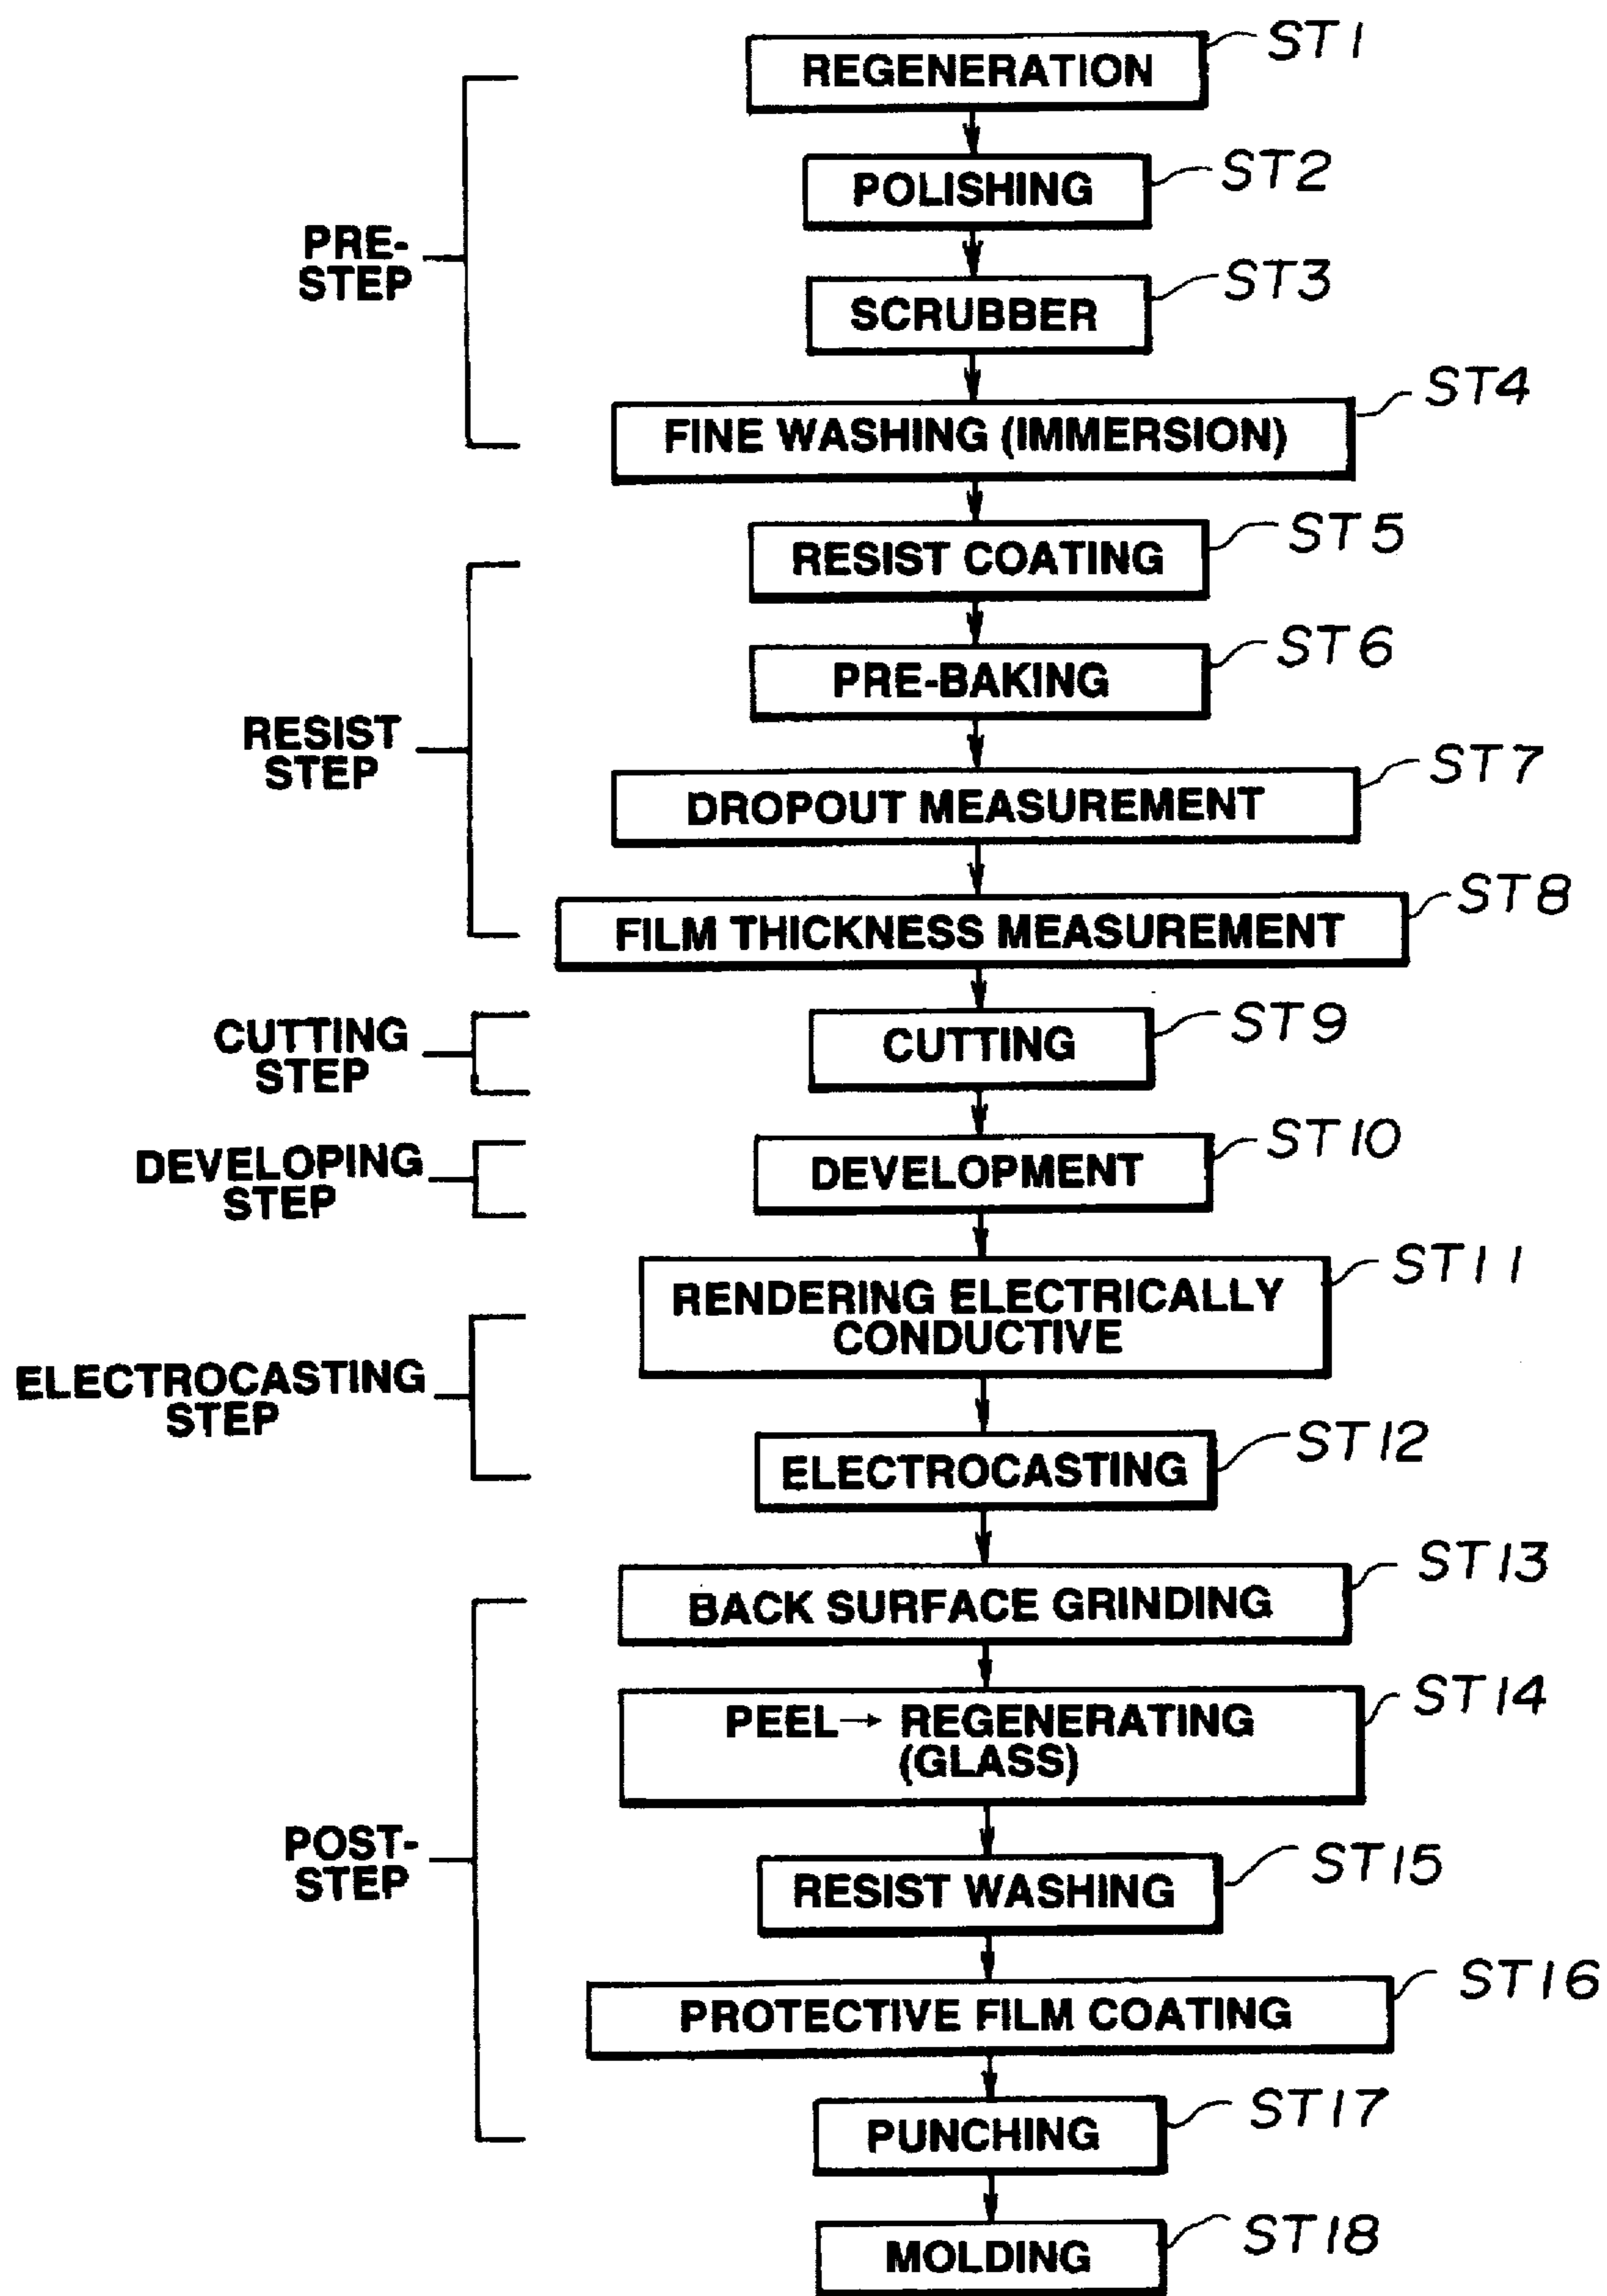 REGENERATION
ST1
POLISHING
ST2
SCRUBBER
ST3
FINE WASHING (IMMERSION)
ST4
PRE-
STEP
RESIST COATING
ST5
PRE-BAKING
ST6
DROPOUT MEASUREMENT
ST7
FILM THICKNESS MEASUREMENT
ST8
RESIST
STEP
CUTTING
ST9
CUTTING
STEP
DEVELOPMENT
ST10
DEVELOPING
STEP
RENDERING ELECTRICALLY
CONDUCTIVE
ST11
ELECTROCASTING
ST12
ELECTROCASTING
STEP
BACK SURFACE GRINDING
ST13
PEEL→ REGENERATING
(GLASS)
ST14
RESIST WASHING
ST15
PROTECTIVE FILM COATING
ST16
PUNCHING
ST17
POST-
STEP
MOLDING
ST18